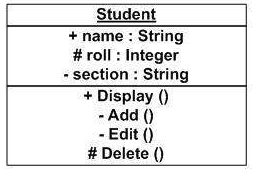 Student
+ name : String
# roll : Integer
- section : String
+ Display ()
- Add ()
- Edit ()
# Delete ()